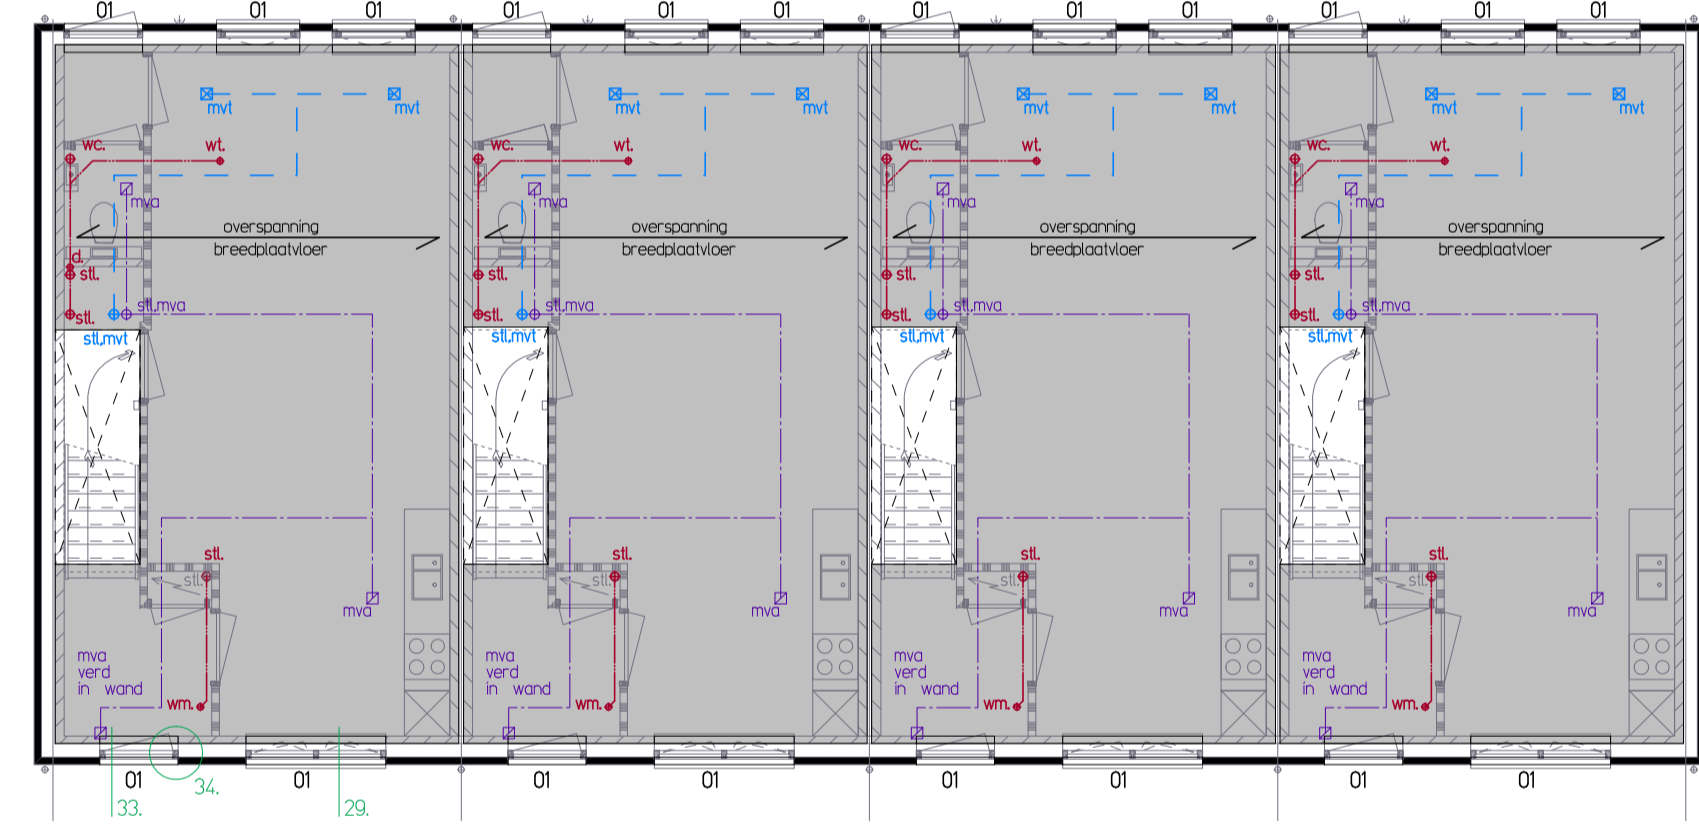 01 01 01 01 01 01 01 01 01 01 01 01
mvt mvt mvt mvt mvt mvt mvt mvt
wc. wt. wc. wt. wc. wt. wc. wt.
mva mva mva mva
overspanning overspanning overspanning overspanning
breedplaatvloer breedplaatvloer breedplaatvloer breedplaatvloer
d.
stl. stl. stl. stl.
stl. stl,mva stl. stl,mva stl. stl,mva stl. stl,mva
stl,mvt stl,mvt stl,mvt stl,mvt
stl. stl. stl. stl.
stl. stl. stl. stl.
mva mva mva mva
mva mva mva mva
verd verd verd verd
in wand in wand in wand in wand
wm. wm. wm. wm.
01 01 01 01 01 01 01 01
34.
33. 29.